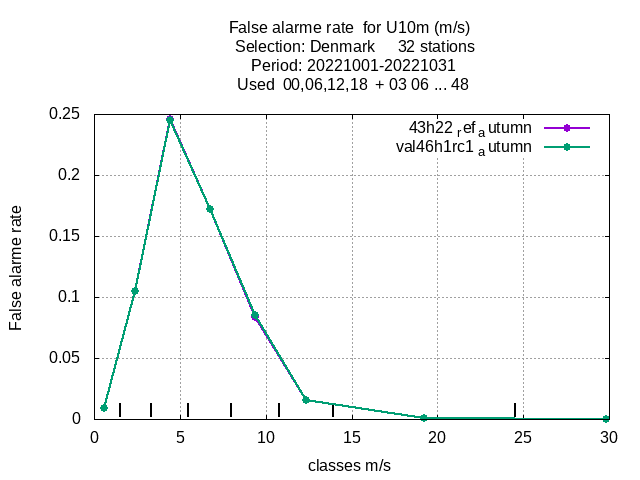 False alarme rate  for U10m (m/s)
Selection: Denmark     32 stations
Period: 20221001-20221031
Used  00,06,12,18  + 03 06 ... 48
0.25
0.2
0.15
0.1
0.05
0
False alarme rate
43h22 ref autumn
val46h1rc1 autumn
0 5 10 15 20 25 30
classes m/s